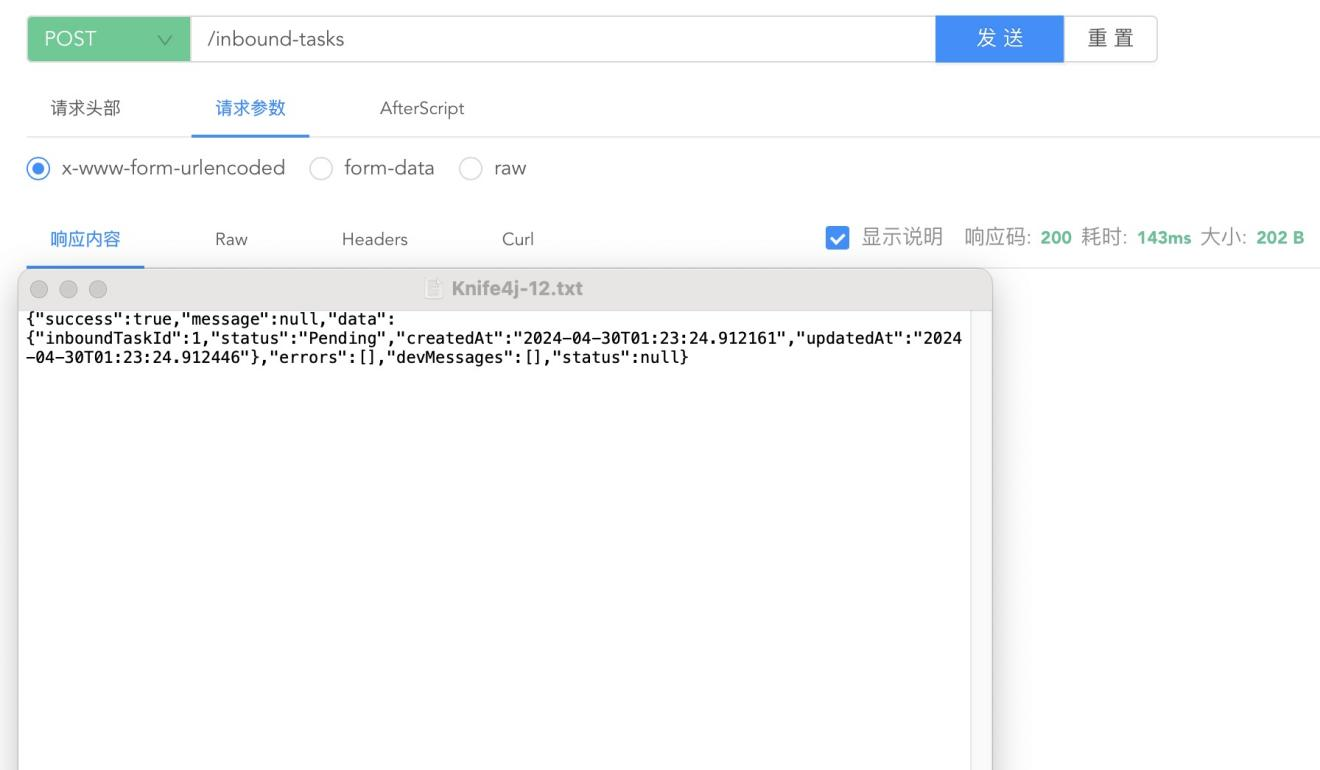 POST /inbound-tasks 发 送 重 置
请求头部 请求参数 AfterScript
x-www-form-urlencoded form-data raw
响应内容 Raw Headers Curl 显示说明 响应码: 200 耗时: 143ms 大小: 202 B
Knife4j-12.txt
{"success":true,"message":null,"data":
{"inboundTaskId":1,"status":"Pending","createdAt":"2024-04-30T01:23:24.912161","updatedAt":"2024
-04-30T01:23:24.912446"},"errors":[],"devMessages":[],"status":null}